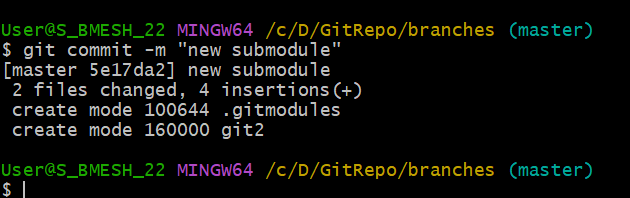 User@S_BMESH_22 MINGW64 /c/D/GitRepo/branches (master)
$ git commit -m "new submodule"
[master 5e17da2] new submodule
 2 files changed, 4 insertions(+)
 create mode 100644 .gitmodules
 create mode 160000 git2

User@S_BMESH_22 MINGW64 /c/D/GitRepo/branches (master)
$